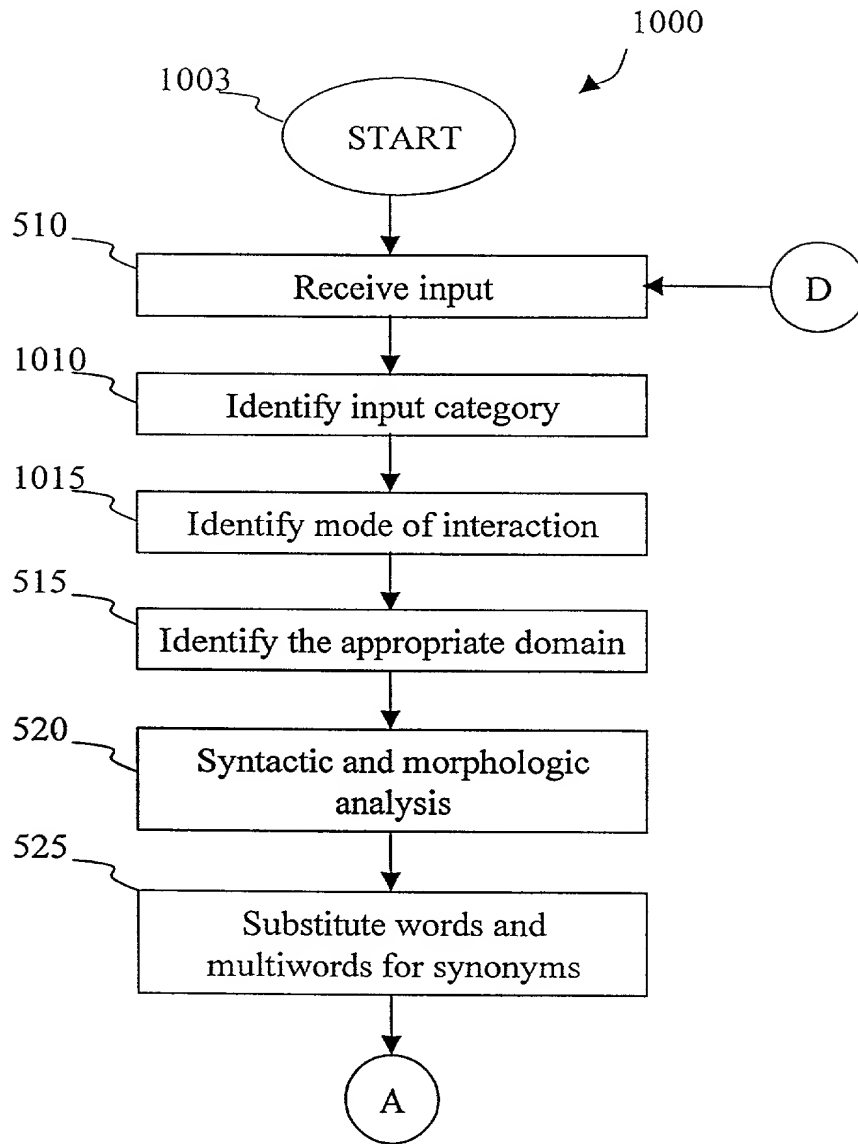 1000
1003
START
510
Receive input
D
1010
Identify input category
1015
Identify mode of interaction
515
Identify the appropriate domain
520
Syntactic and morphologic
analysis
525
Substitute words and
multiwords for synonyms
A